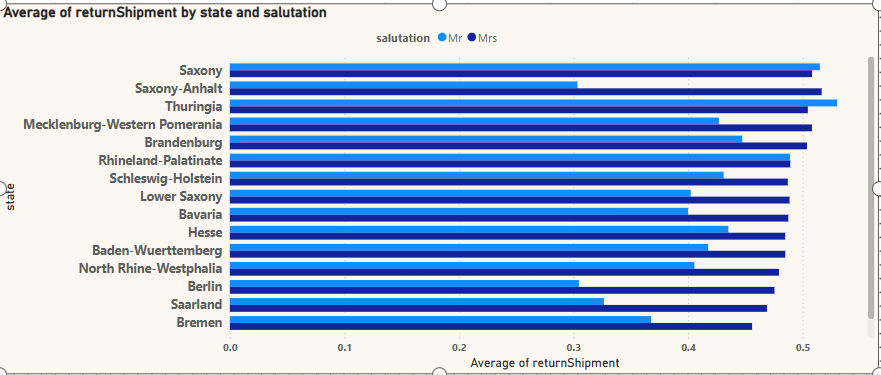 Average of returnShipment by state and salutation
salutation Mr Mrs
Saxony
Saxony-Anhalt
Thuringia
Mecklenburg-Western Pomerania
Brandenburg
Rhineland-Palatinate
Schleswig-Holstein
Lower Saxony
Bavaria
Hesse
Baden-Wuerttemberg
North Rhine-Westphalia
Berlin
Saarland
Bremen
state
0.0 0.1 0.2 0.3 0.4 0.5
Average of returnShipment